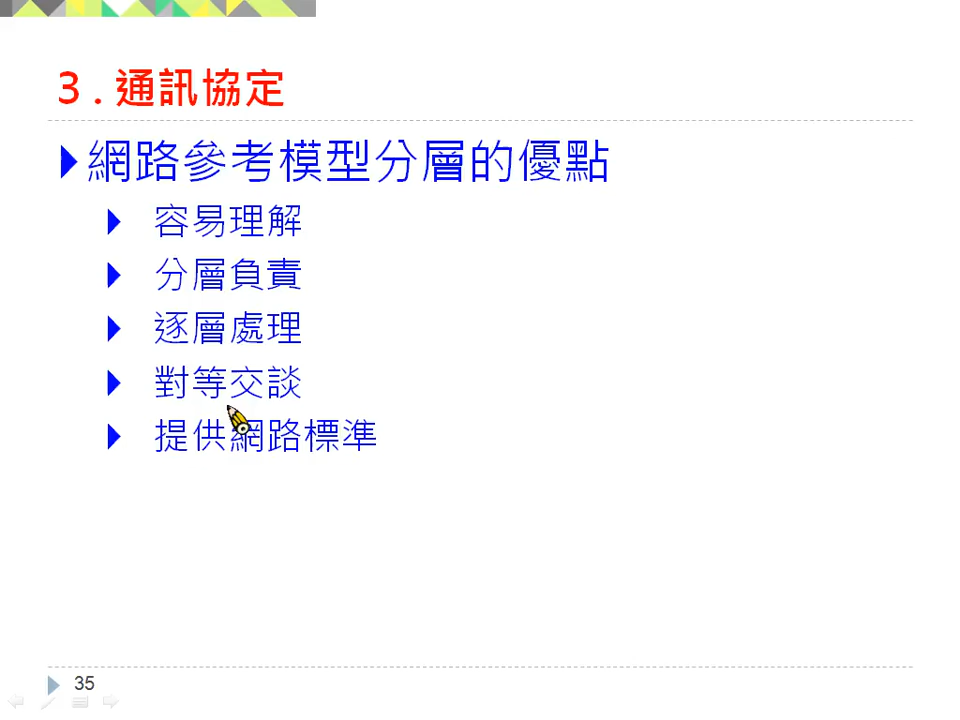 3 . 通訊協定
網路參考模型分層的優點
容易理解
分層負責
逐層處理
對等交談
提供網路標準
35